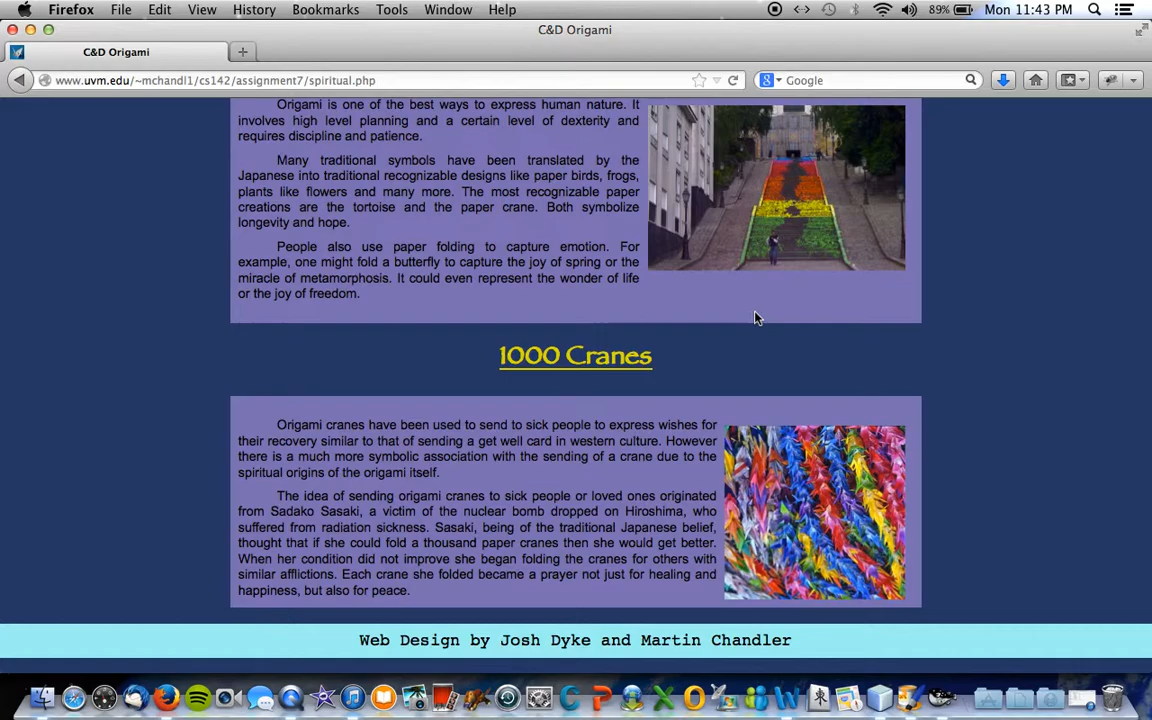 Firefox File Edit View History Bookmarks Tools Window Help 89% Mon 11:43 PM
C&D Origami
C&D Origami
www.uvm.edu/~mchandl1/cs142/assignment7/spiritual.php Google
Origami is one of the best ways to express human nature. It
involves high level planning and a certain level of dexterity and
requires discipline and patience.
Many traditional symbols have been translated by the
Japanese into traditional recognizable designs like paper birds, frogs,
plants like flowers and many more. The most recognizable paper
creations are the tortoise and the paper crane. Both symbolize
longevity and hope.
People also use paper folding to capture emotion. For
example, one might fold a butterfly to capture the joy of spring or the
miracle of metamorphosis. It could even represent the wonder of life
or the joy of freedom.
1000 Cranes
Origami cranes have been used to send to sick people to express wishes for
their recovery similar to that of sending a get well card in western culture. However
there is a much more symbolic association with the sending of a crane due to the
spiritual origins of the origami itself.
The idea of sending origami cranes to sick people or loved ones originated
from Sadako Sasaki, a victim of the nuclear bomb dropped on Hiroshima, who
suffered from radiation sickness. Sasaki, being of the traditional Japanese belief,
thought that if she could fold a thousand paper cranes then she would get better.
When her condition did not improve she began folding the cranes for others with
similar afflictions. Each crane she folded became a prayer not just for healing and
happiness, but also for peace.
Web Design by Josh Dyke and Martin Chandler